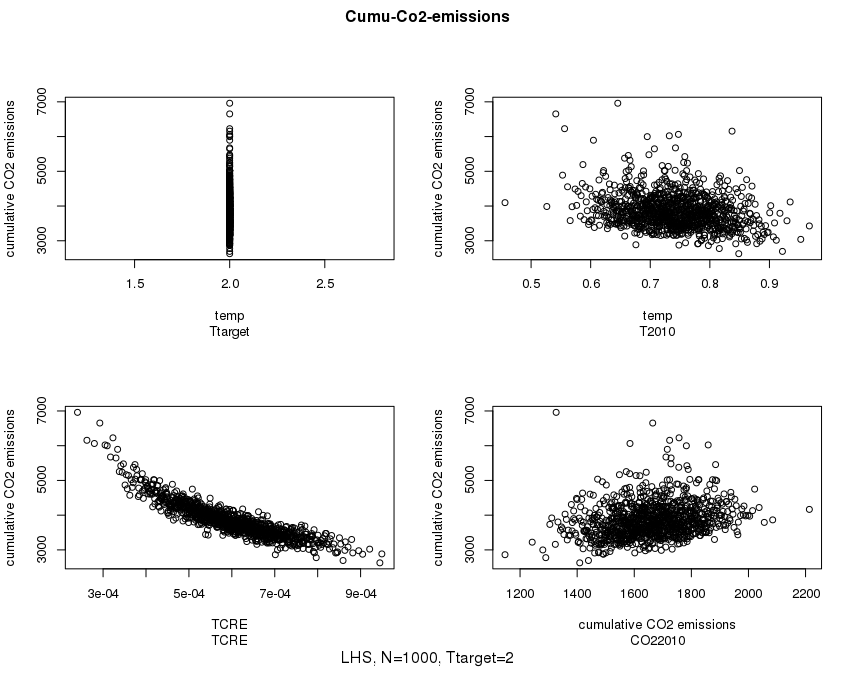 Cumu-Co2-emissions
cumulative CO2 emissions
3000 5000 7000
1.5 2.0 2.5
temp
Ttarget
cumulative CO2 emissions
3000 5000 7000
0.5 0.6 0.7 0.8 0.9
temp
T2010
cumulative CO2 emissions
3000 5000 7000
3e-04 5e-04 7e-04 9e-04
TCRE
TCRE
cumulative CO2 emissions
3000 5000 7000
1200 1400 1600 1800 2000 2200
cumulative CO2 emissions
CO22010
LHS, N=1000, Ttarget=2